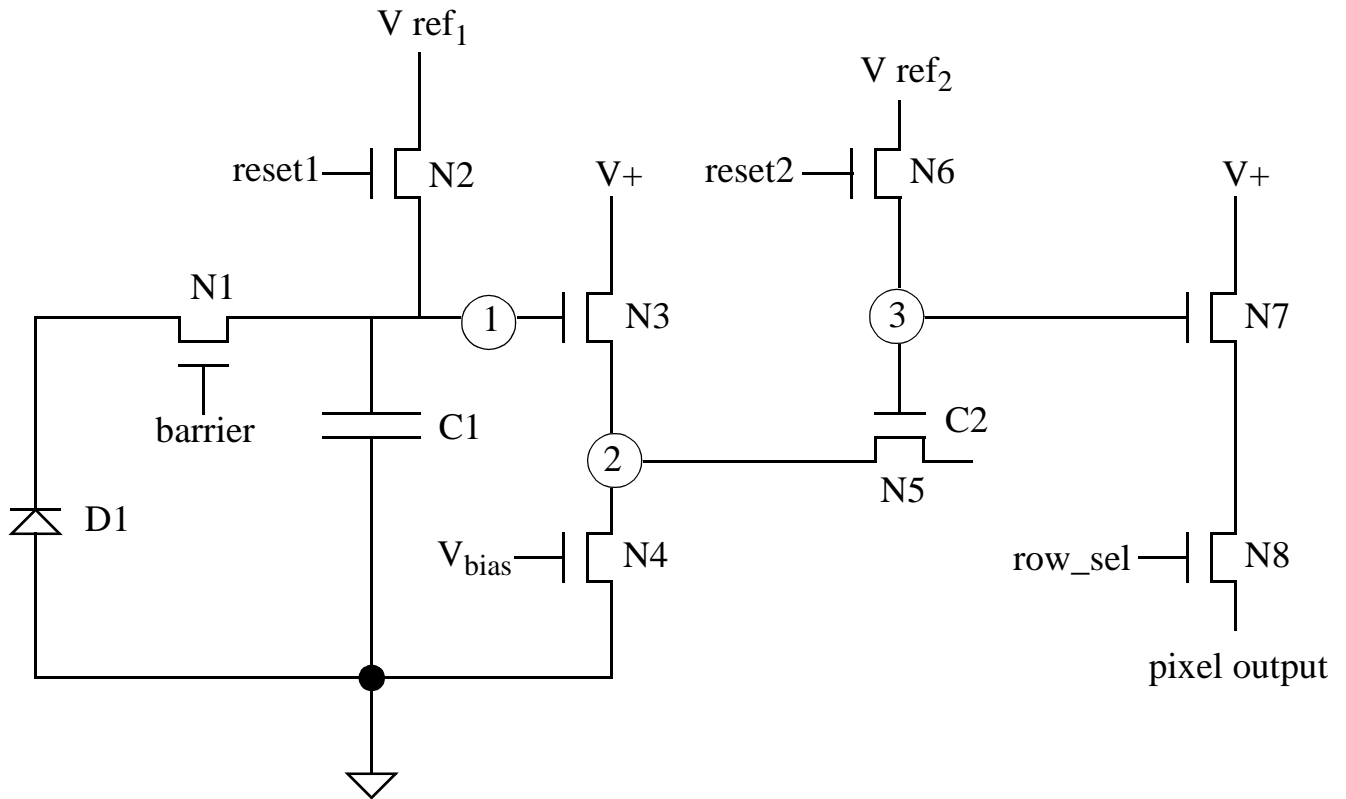 V ref1
V ref2
reset1
N2
V+
reset2
N6
V+
N1
1
N3
3
N7
barrier
C1
C2
2
N5
D1
Vbias
N4
row_sel
N8
pixel output